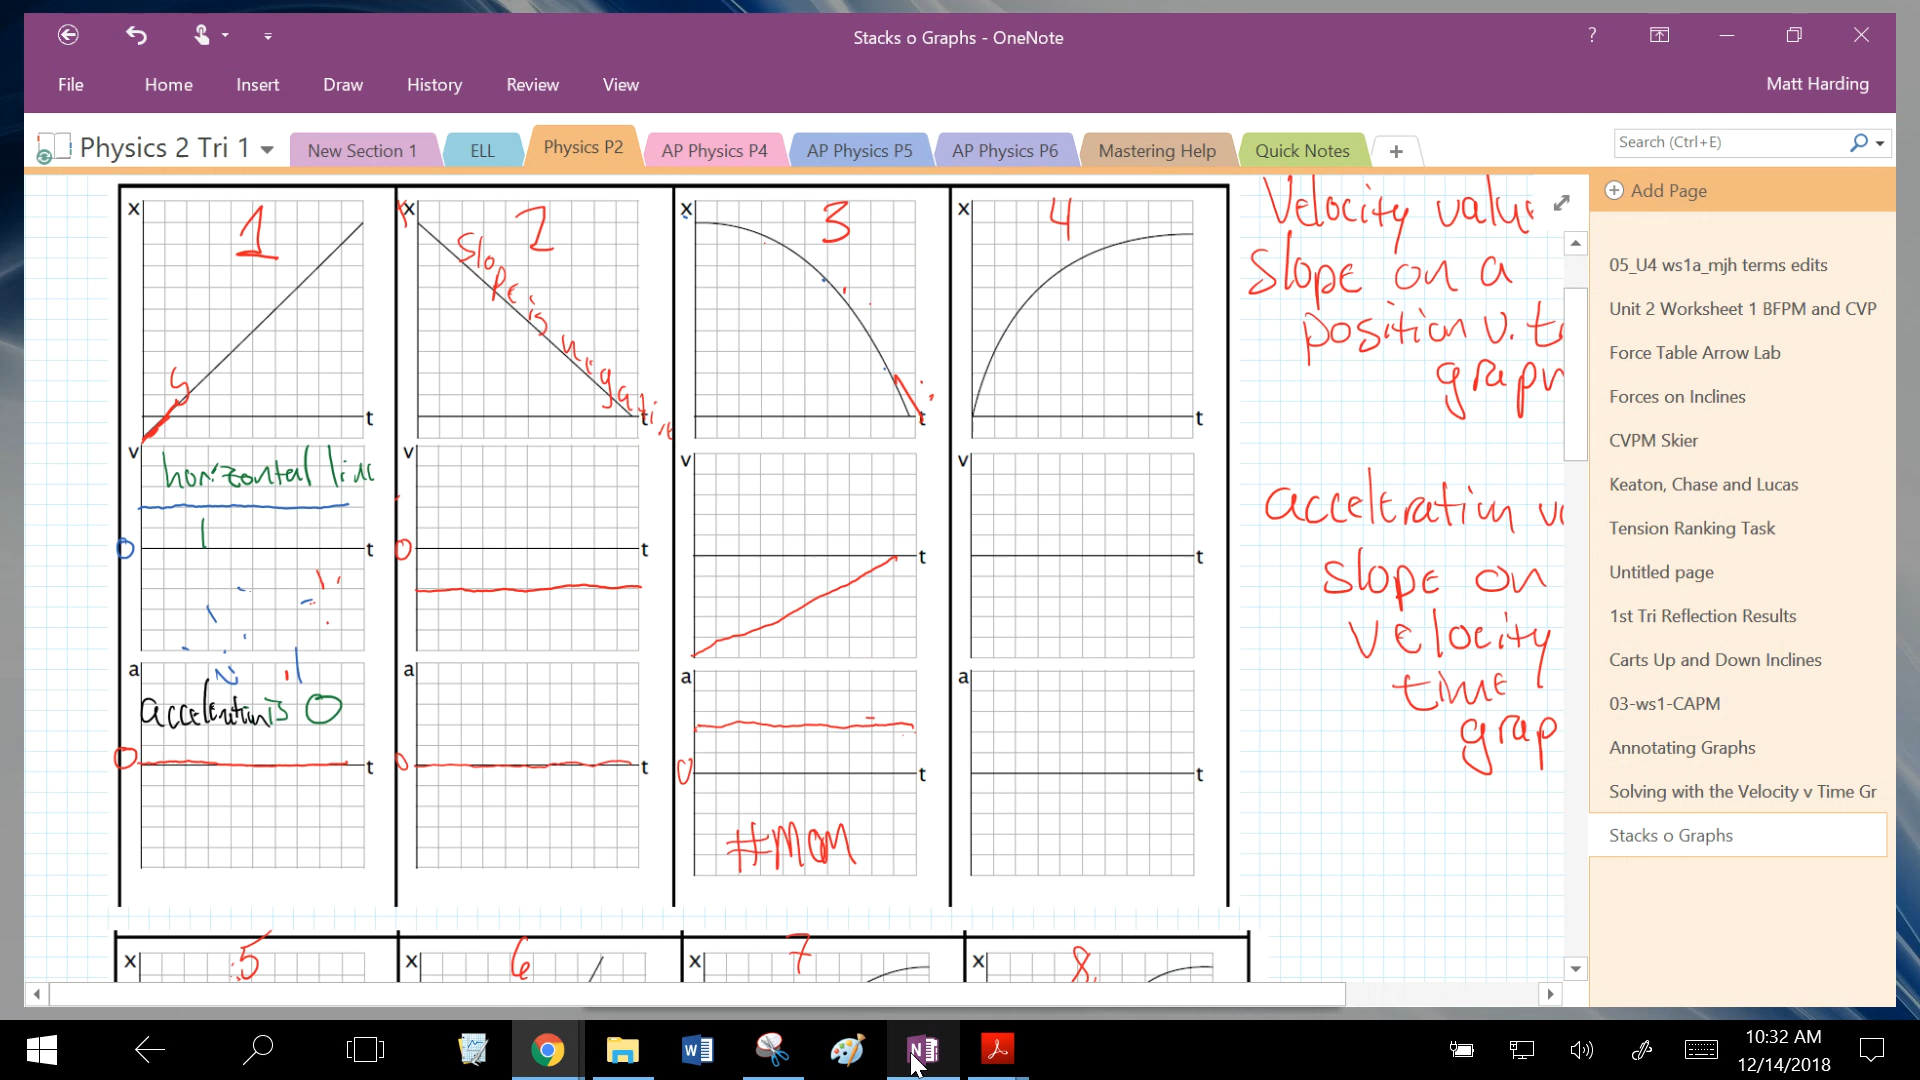 Stacks o Graphs - OneNote
?
File Home Insert Draw History Review View
Matt Harding
Physics 2 Tri 1
New Section 1
ELL
Physics P2
AP Physics P4
AP Physics P5
AP Physics P6
Mastering Help
Quick Notes
+
Search (Ctrl+E)
x
1
t
v
horizontal line
0
t
a
acceleration is 0
0
t
x
2
slope is negative
t
v
0
t
a
0
t
x
3
t
v
t
a
0
t
#mom
x
4
t
v
t
a
t
Velocity value
slope on a
position v. t
graph
acceleration v
slope on
velocity
time
grap
x
5
x
6
x
7
x
8
Add Page
05_U4 ws1a_mjh terms edits
Unit 2 Worksheet 1 BFPM and CVP
Force Table Arrow Lab
Forces on Inclines
CVPM Skier
Keaton, Chase and Lucas
Tension Ranking Task
Untitled page
1st Tri Reflection Results
Carts Up and Down Inclines
03-ws1-CAPM
Annotating Graphs
Solving with the Velocity v Time Gr
Stacks o Graphs
10:32 AM
12/14/2018